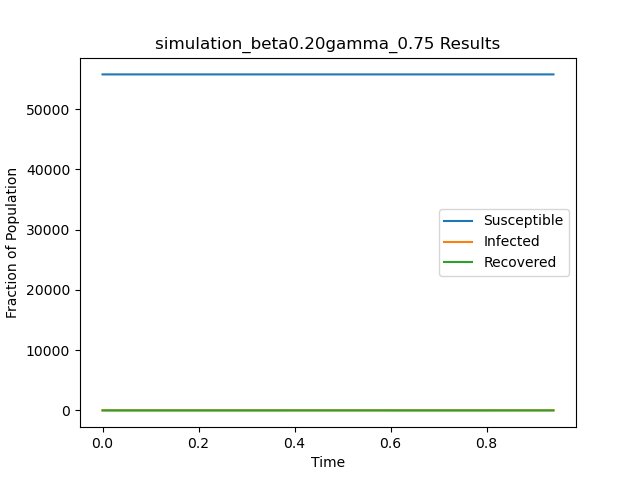 simulation_beta0.20gamma_0.75 Results
Fraction of Population
50000
40000
30000
20000
10000
0
Susceptible
Infected
Recovered
0.0 0.2 0.4 0.6 0.8
Time